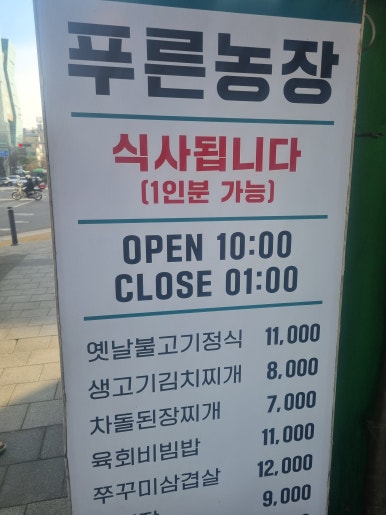 푸른농장
식사됩니다
(1인분 가능)
OPEN 10:00
CLOSE 01:00
옛날불고기정식 11,000
생고기김치찌개 8,000
차돌된장찌개 7,000
육회비빔밥 11,000
쭈꾸미삼겹살 12,000
9,000